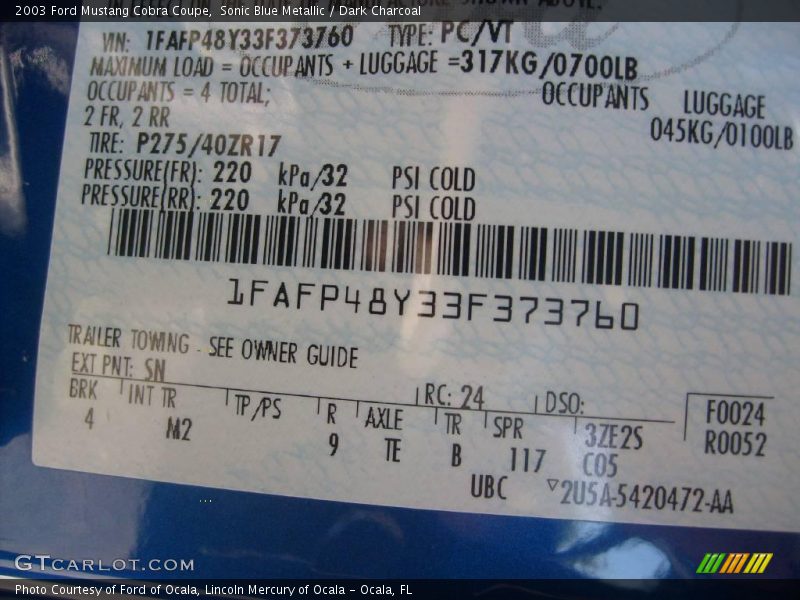 2003 Ford Mustang Cobra Coupe,  Sonic Blue Metallic / Dark Charcoal
VIN: 1FAFP48Y33F373760 TYPE: PC/VT
MAXIMUM LOAD = OCCUPANTS + LUGGAGE =317KG/0700LB
OCCUPANTS = 4 TOTAL; OCCUPANTS LUGGAGE
2 FR, 2 RR 045KG/0100LB
TIRE: P275/40ZR17
PRESSURE(FR): 220 kPa/32 PSI COLD
PRESSURE(RR): 220 kPa/32 PSI COLD
1FAFP48Y33F373760
TRAILER TOWING - SEE OWNER GUIDE
EXT PNT: SN RC: 24 DSO: F0024
BRK INT TR TP/PS R AXLE TR SPR 3ZE2S R0052
4 M2 9 TE B 117 C05
UBC ▽2U5A-5420472-AA
GTCARLOT.COM
Photo Courtesy of Ford of Ocala, Lincoln Mercury of Ocala - Ocala, FL